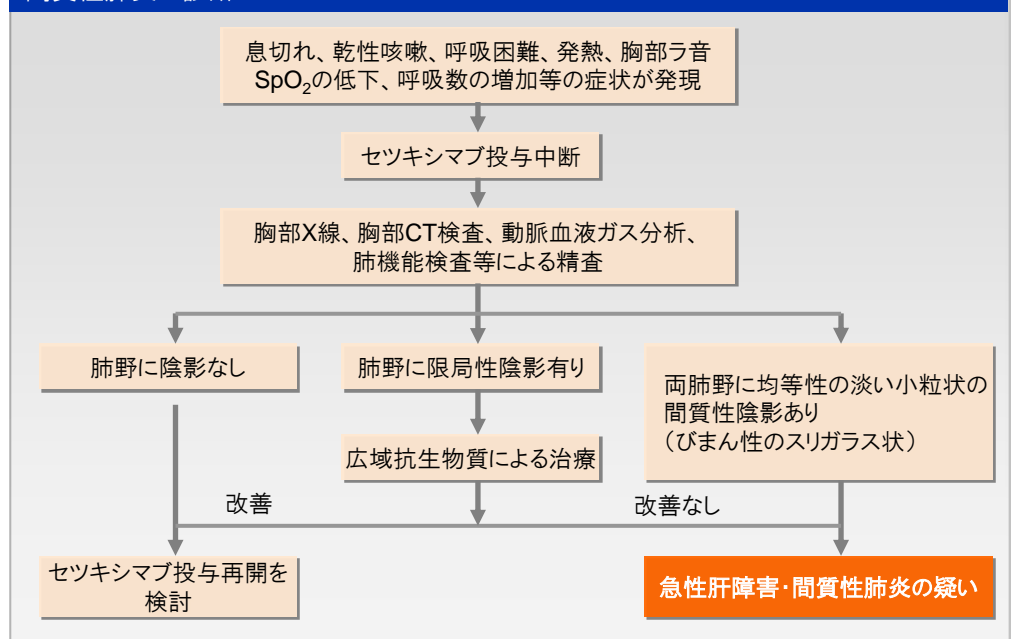 息切れ、乾性咳嗽、呼吸困難、発熱、胸部ラ音
SpO₂の低下、呼吸数の増加等の症状が発現
セツキシマブ投与中断
胸部X線、胸部CT検査、動脈血液ガス分析、
肺機能検査等による精査
肺野に陰影なし
肺野に限局性陰影有り
両肺野に均等性の淡い小粒状の
間質性陰影あり
（びまん性のスリガラス状）
広域抗生物質による治療
改善
改善なし
セツキシマブ投与再開を
検討
急性肝障害・間質性肺炎の疑い